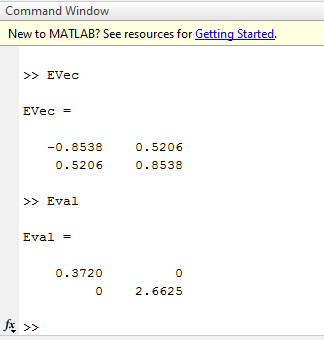 Command Window
New to MATLAB? See resources for Getting Started.
>> EVec
EVec =
-0.8538 0.5206
0.5206 0.8538
>> Eval
Eval =
0.3720 0
0 2.6625
fx >>